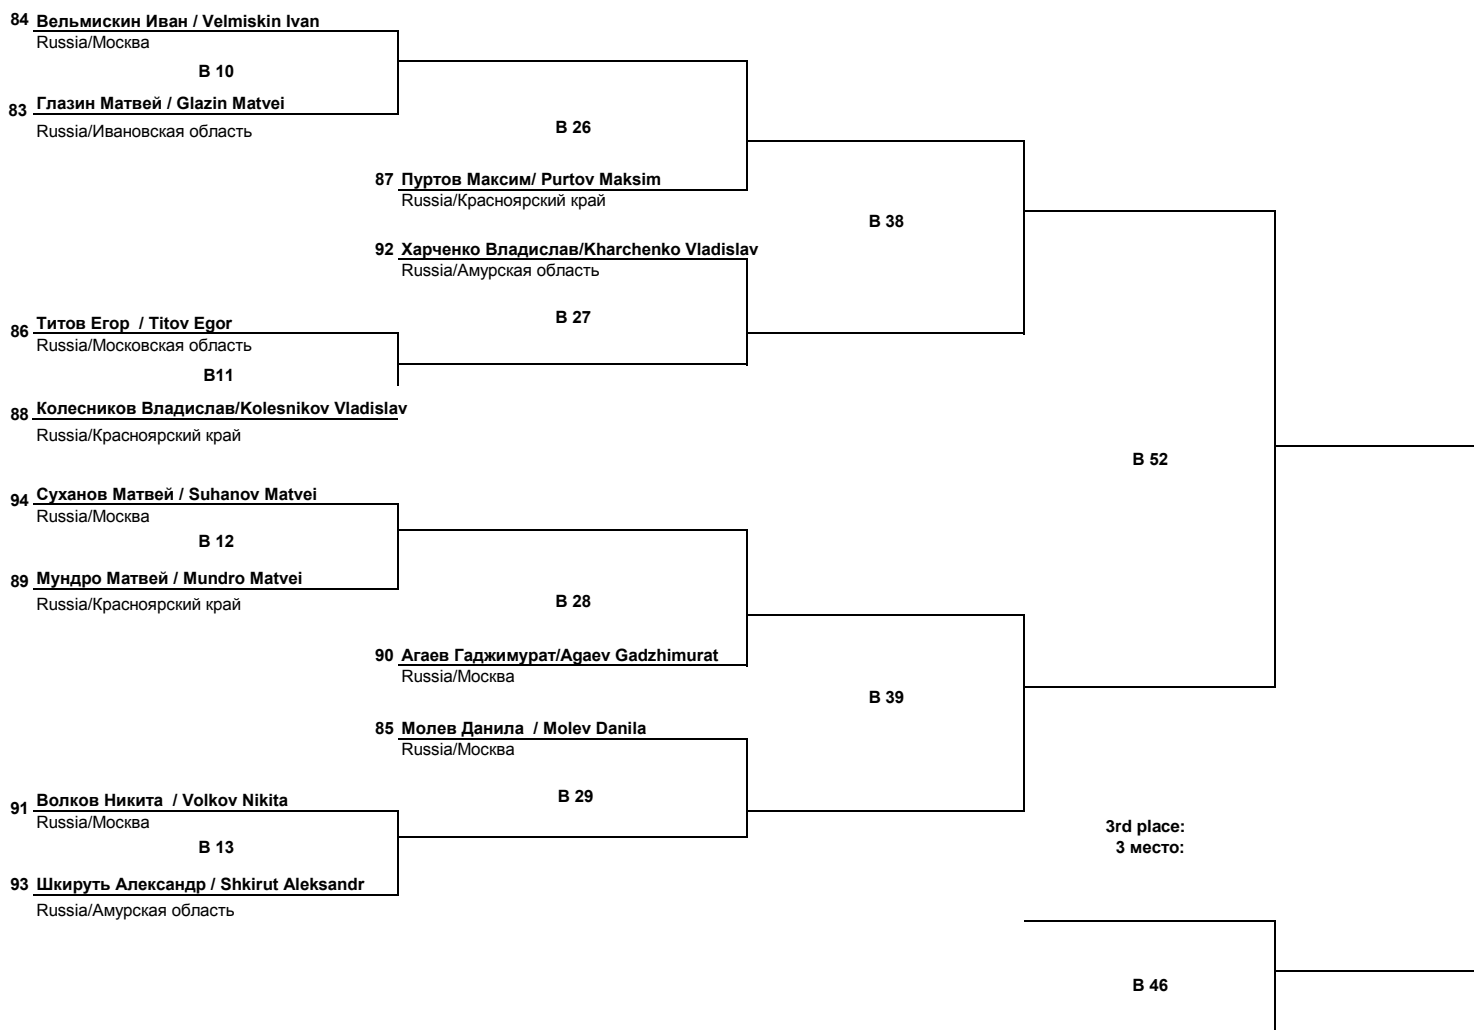 84 Вельмискин Иван / Velmiskin Ivan
Russia/Москва
B 10
83 Глазин Матвей / Glazin Matvei
Russia/Ивановская область
B 26
87 Пуртов Максим/ Purtov Maksim
Russia/Красноярский край
B 38
92 Харченко Владислав/Kharchenko Vladislav
Russia/Амурская область
B 27
86 Титов Егор / Titov Egor
Russia/Московская область
B11
88 Колесников Владислав/Kolesnikov Vladislav
Russia/Красноярский край
B 52
94 Суханов Матвей / Suhanov Matvei
Russia/Москва
B 12
89 Мундро Матвей / Mundro Matvei
Russia/Красноярский край
B 28
90 Агаев Гаджимурат/Agaev Gadzhimurat
Russia/Москва
B 39
85 Молев Данила / Molev Danila
Russia/Москва
B 29
91 Волков Никита / Volkov Nikita
Russia/Москва
B 13
93 Шкируть Александр / Shkirut Aleksandr
Russia/Амурская область
3rd place:
3 место:
B 46